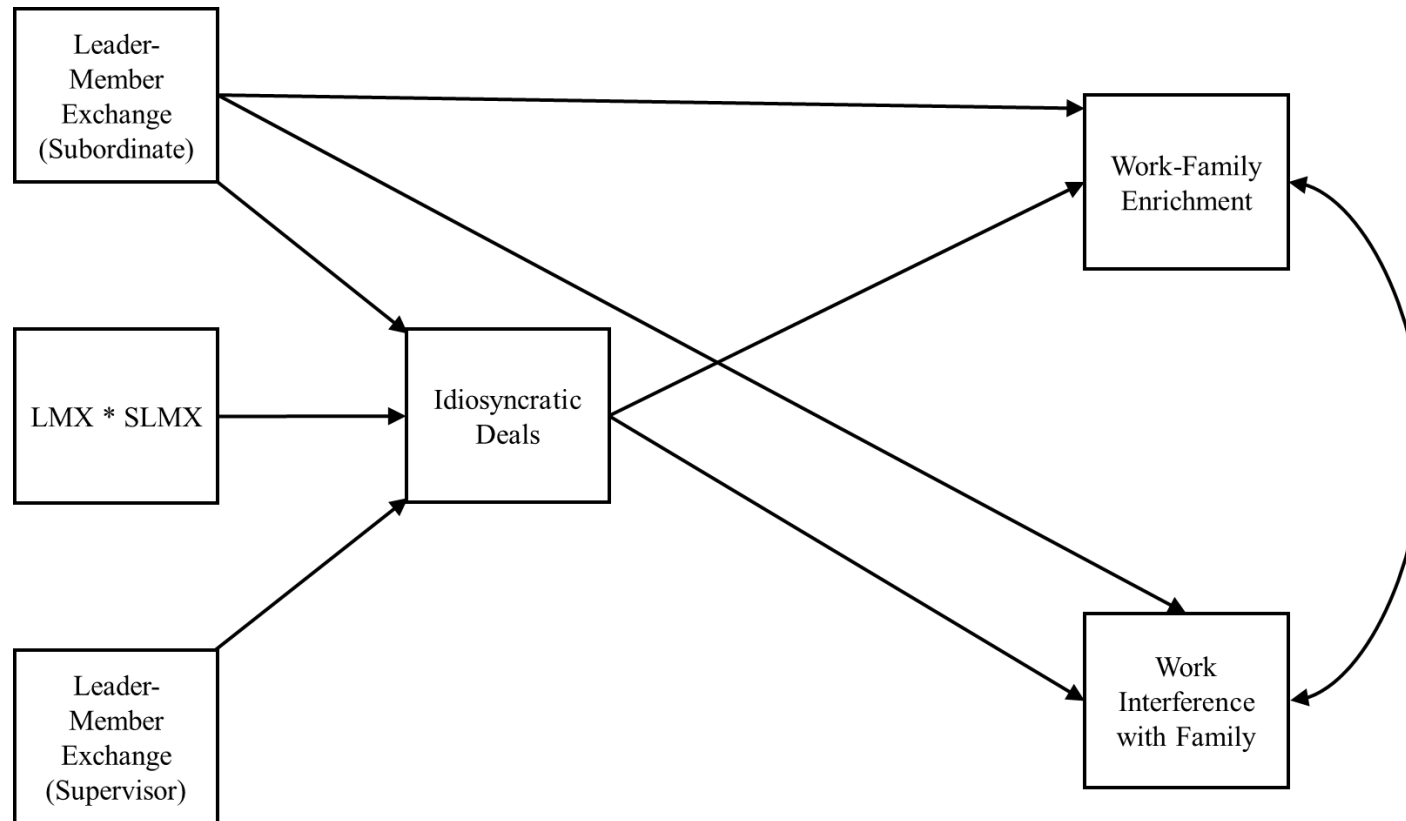 Leader-
Member
Exchange
(Subordinate)
Work-Family
Enrichment
LMX * SLMX
Idiosyncratic
Deals
Leader-
Member
Exchange
(Supervisor)
Work
Interference
with Family